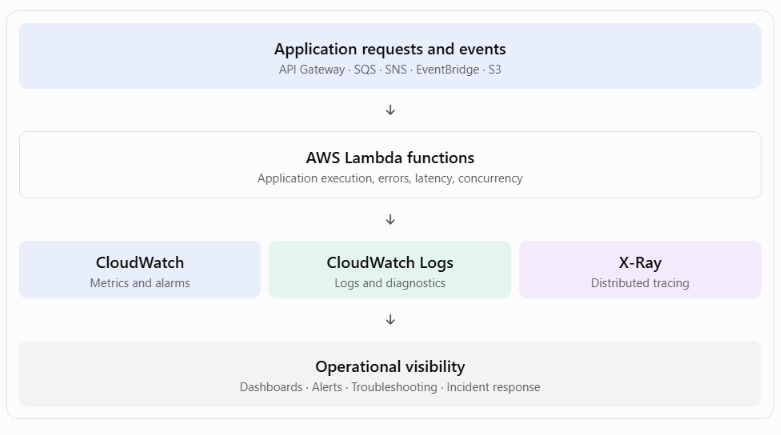 Application requests and events
API Gateway · SQS · SNS · EventBridge · S3
AWS Lambda functions
Application execution, errors, latency, concurrency
CloudWatch
Metrics and alarms
CloudWatch Logs
Logs and diagnostics
X-Ray
Distributed tracing
Operational visibility
Dashboards · Alerts · Troubleshooting · Incident response